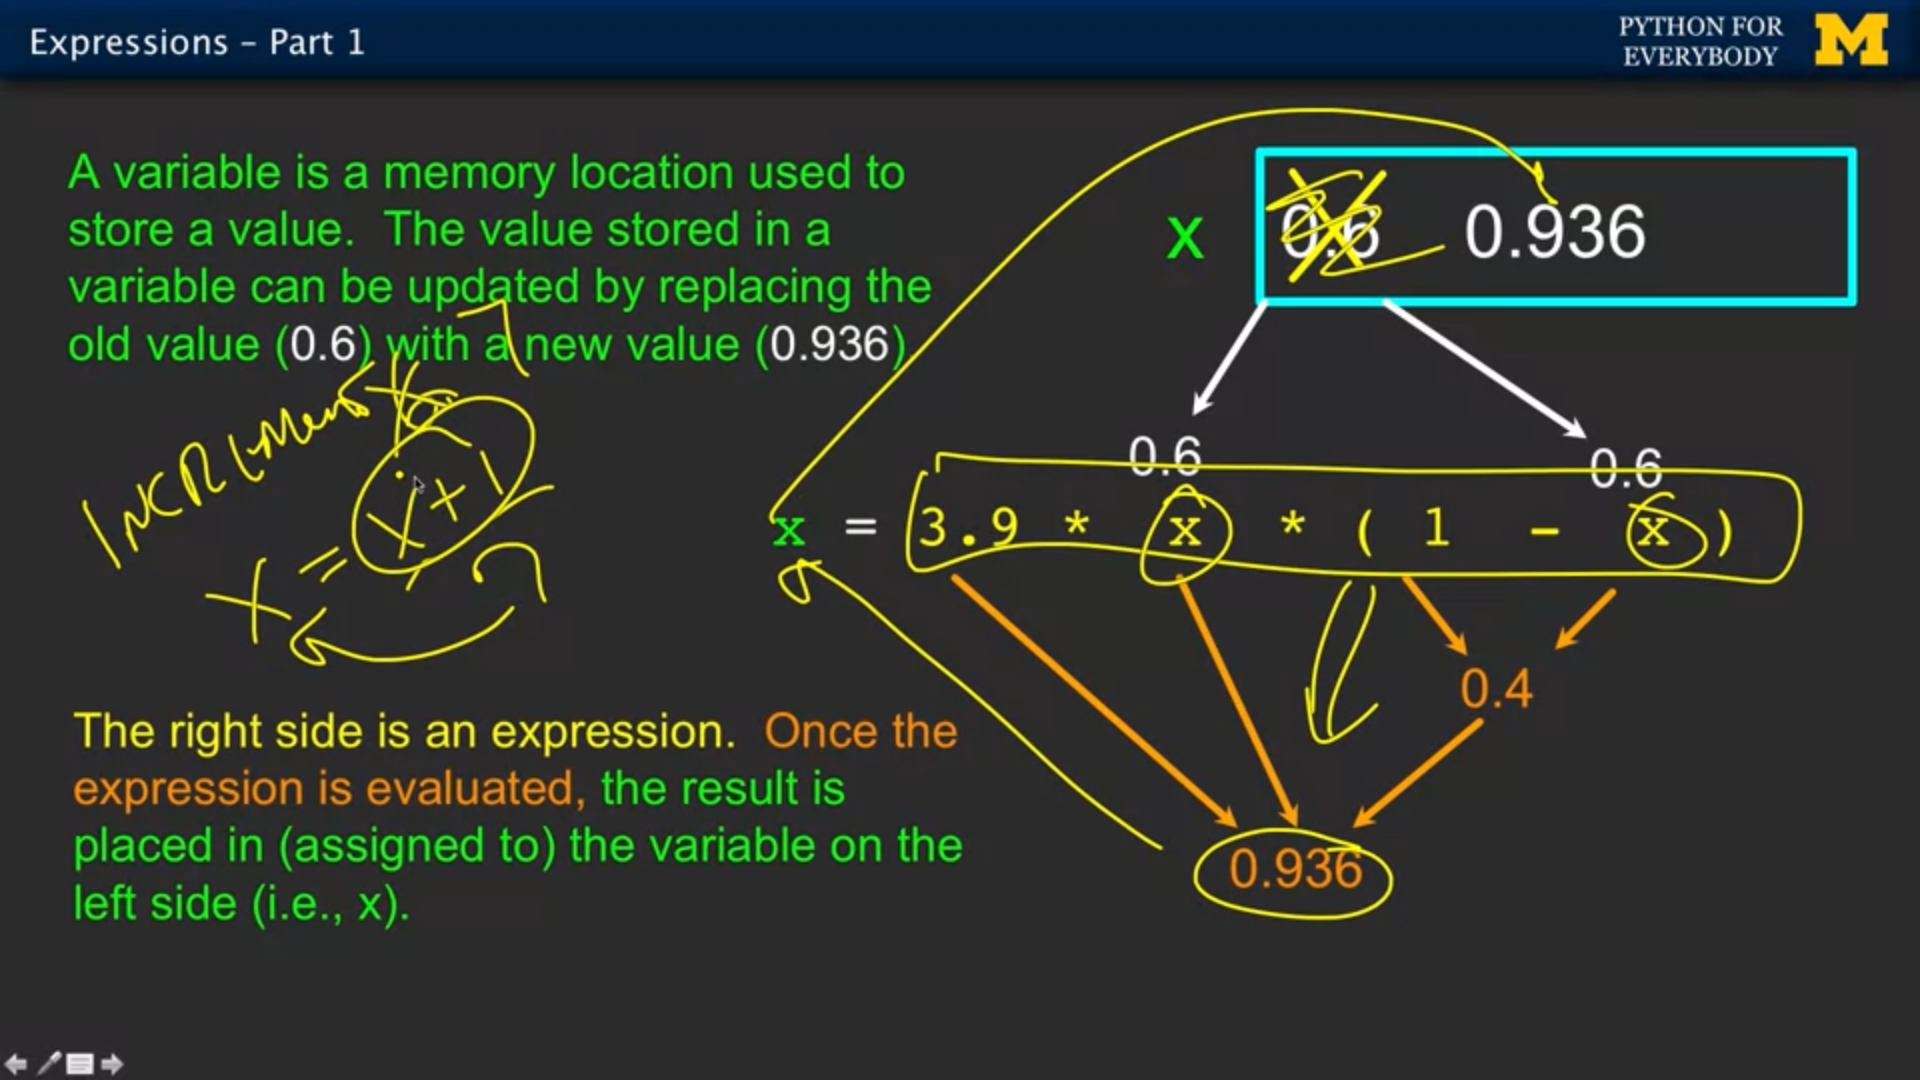 Expressions – Part 1
PYTHON FOR
EVERYBODY
M
A variable is a memory location used to
store a value. The value stored in a
variable can be updated by replacing the
old value (0.6) with a new value (0.936).
x
0.6 0.936
0.6
0.6
x = 3.9 * x * ( 1 - x )
0.4
0.936
x = x + 1
The right side is an expression. Once the
expression is evaluated, the result is
placed in (assigned to) the variable on the
left side (i.e., x).